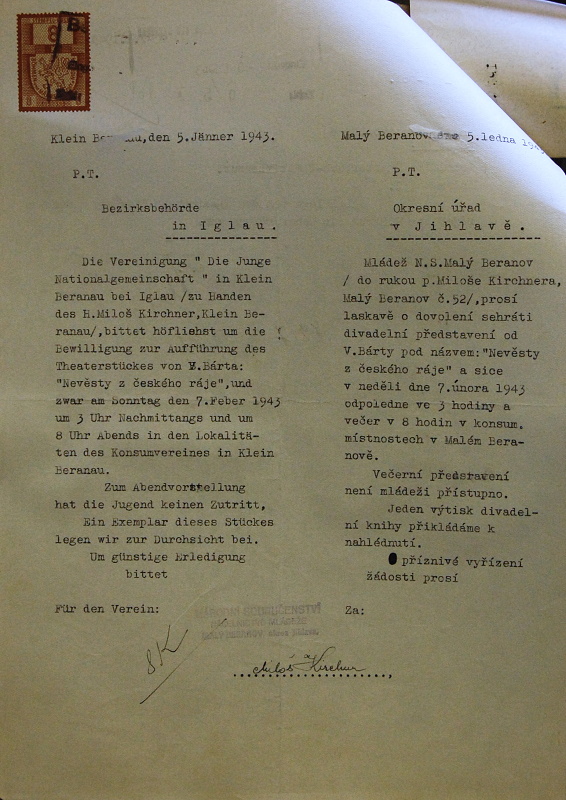 8
Klein Beranau, den 5.Jänner 1943.
P.T.
Bezirksbehörde
in Iglau.
Die Vereinigung " Die Junge
Nationalgemeinschaft " in Klein
Beranau bei Iglau /zu Handen
des H.Miloš Kirchner,Klein Be-
ranau/,bittet höflichst um die
Bewilligung zur Aufführung des
Theaterstückes von V.Bárta:
"Nevěsty z českého ráje",und
zwar am Sonntag den 7.Feber 1943
um 3 Uhr Nachmittangs und um
8 Uhr Abends in den Lokalitä-
ten des Konsumvereines in Klein
Beranau.
Zum Abendvorstellung
hat die Jugend keinen Zutritt,
Ein Exemplar dieses Stückes
legen wir zur Durchsicht bei.
Um günstige Erledigung
bittet
Für den Verein:
Malý Beranov 5.ledna 1943
P.T.
Okresní úřad
v Jihlavě.
Mládež N.S.Malý Beranov
/ do rukou p.Miloše Kirchnera,
Malý Beranov č.52/,prosí
laskavě o dovolení sehráti
divadelní představení od
V.Bárty pod názvem:"Nevěsty
z českého ráje" a sice
v neděli dne 7.února 1943
odpoledne ve 3 hodiny a
večer v 8 hodin v konsum.
místnostech v Malém Bera-
nově.
Večerní představení
není mládeži přístupno.
Jeden výtisk divadel-
ní knihy přikládáme k
nahlédnutí.
příznivé vyřízení
žádosti prosí
Za:
NÁRODNÍ SOURUČENSTVÍ
MALÝ BERANOV
8K
Miloš Kirchner